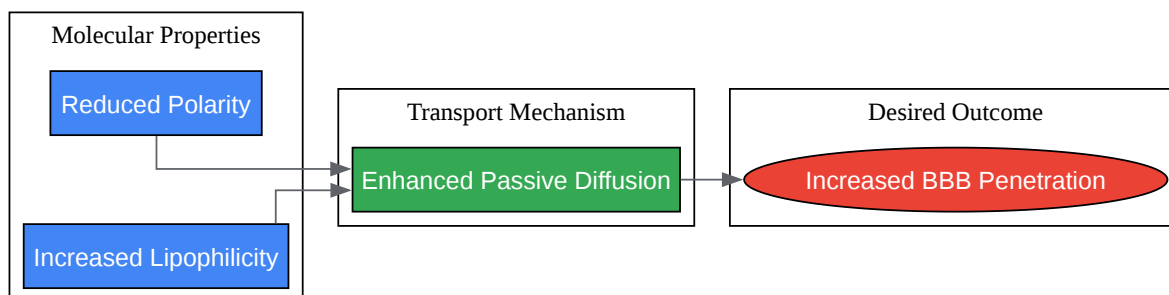 Molecular Properties
Reduced Polarity
Increased Lipophilicity
Transport Mechanism
Enhanced Passive Diffusion
Desired Outcome
Increased BBB Penetration